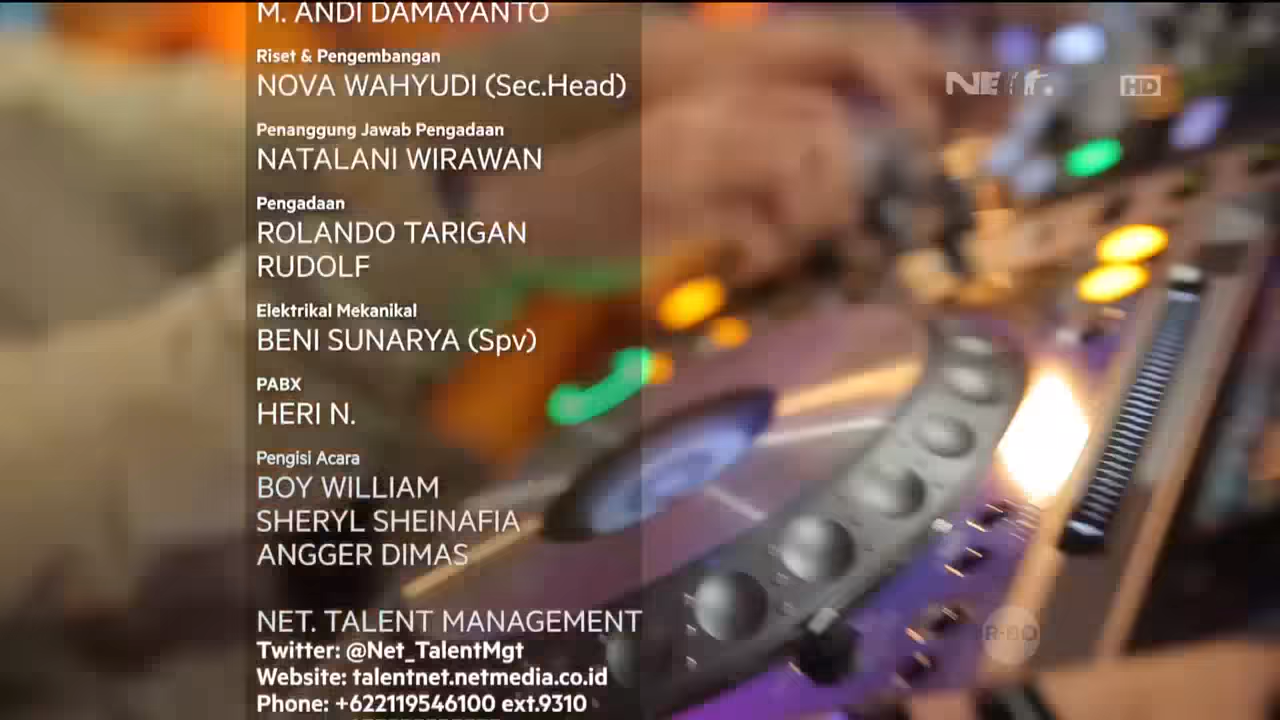 M. ANDI DAMAYANTO
Riset & Pengembangan
NOVA WAHYUDI (Sec.Head)
Penanggung Jawab Pengadaan
NATALANI WIRAWAN
Pengadaan
ROLANDO TARIGAN
RUDOLF
Elektrikal Mekanikal
BENI SUNARYA (Spv)
PABX
HERI N.
Pengisi Acara
BOY WILLIAM
SHERYL SHEINAFIA
ANGGER DIMAS
NET. TALENT MANAGEMENT
Twitter: @Net_TalentMgt
Website: talentnet.netmedia.co.id
Phone: +622119546100 ext.9310
HD
R-BO